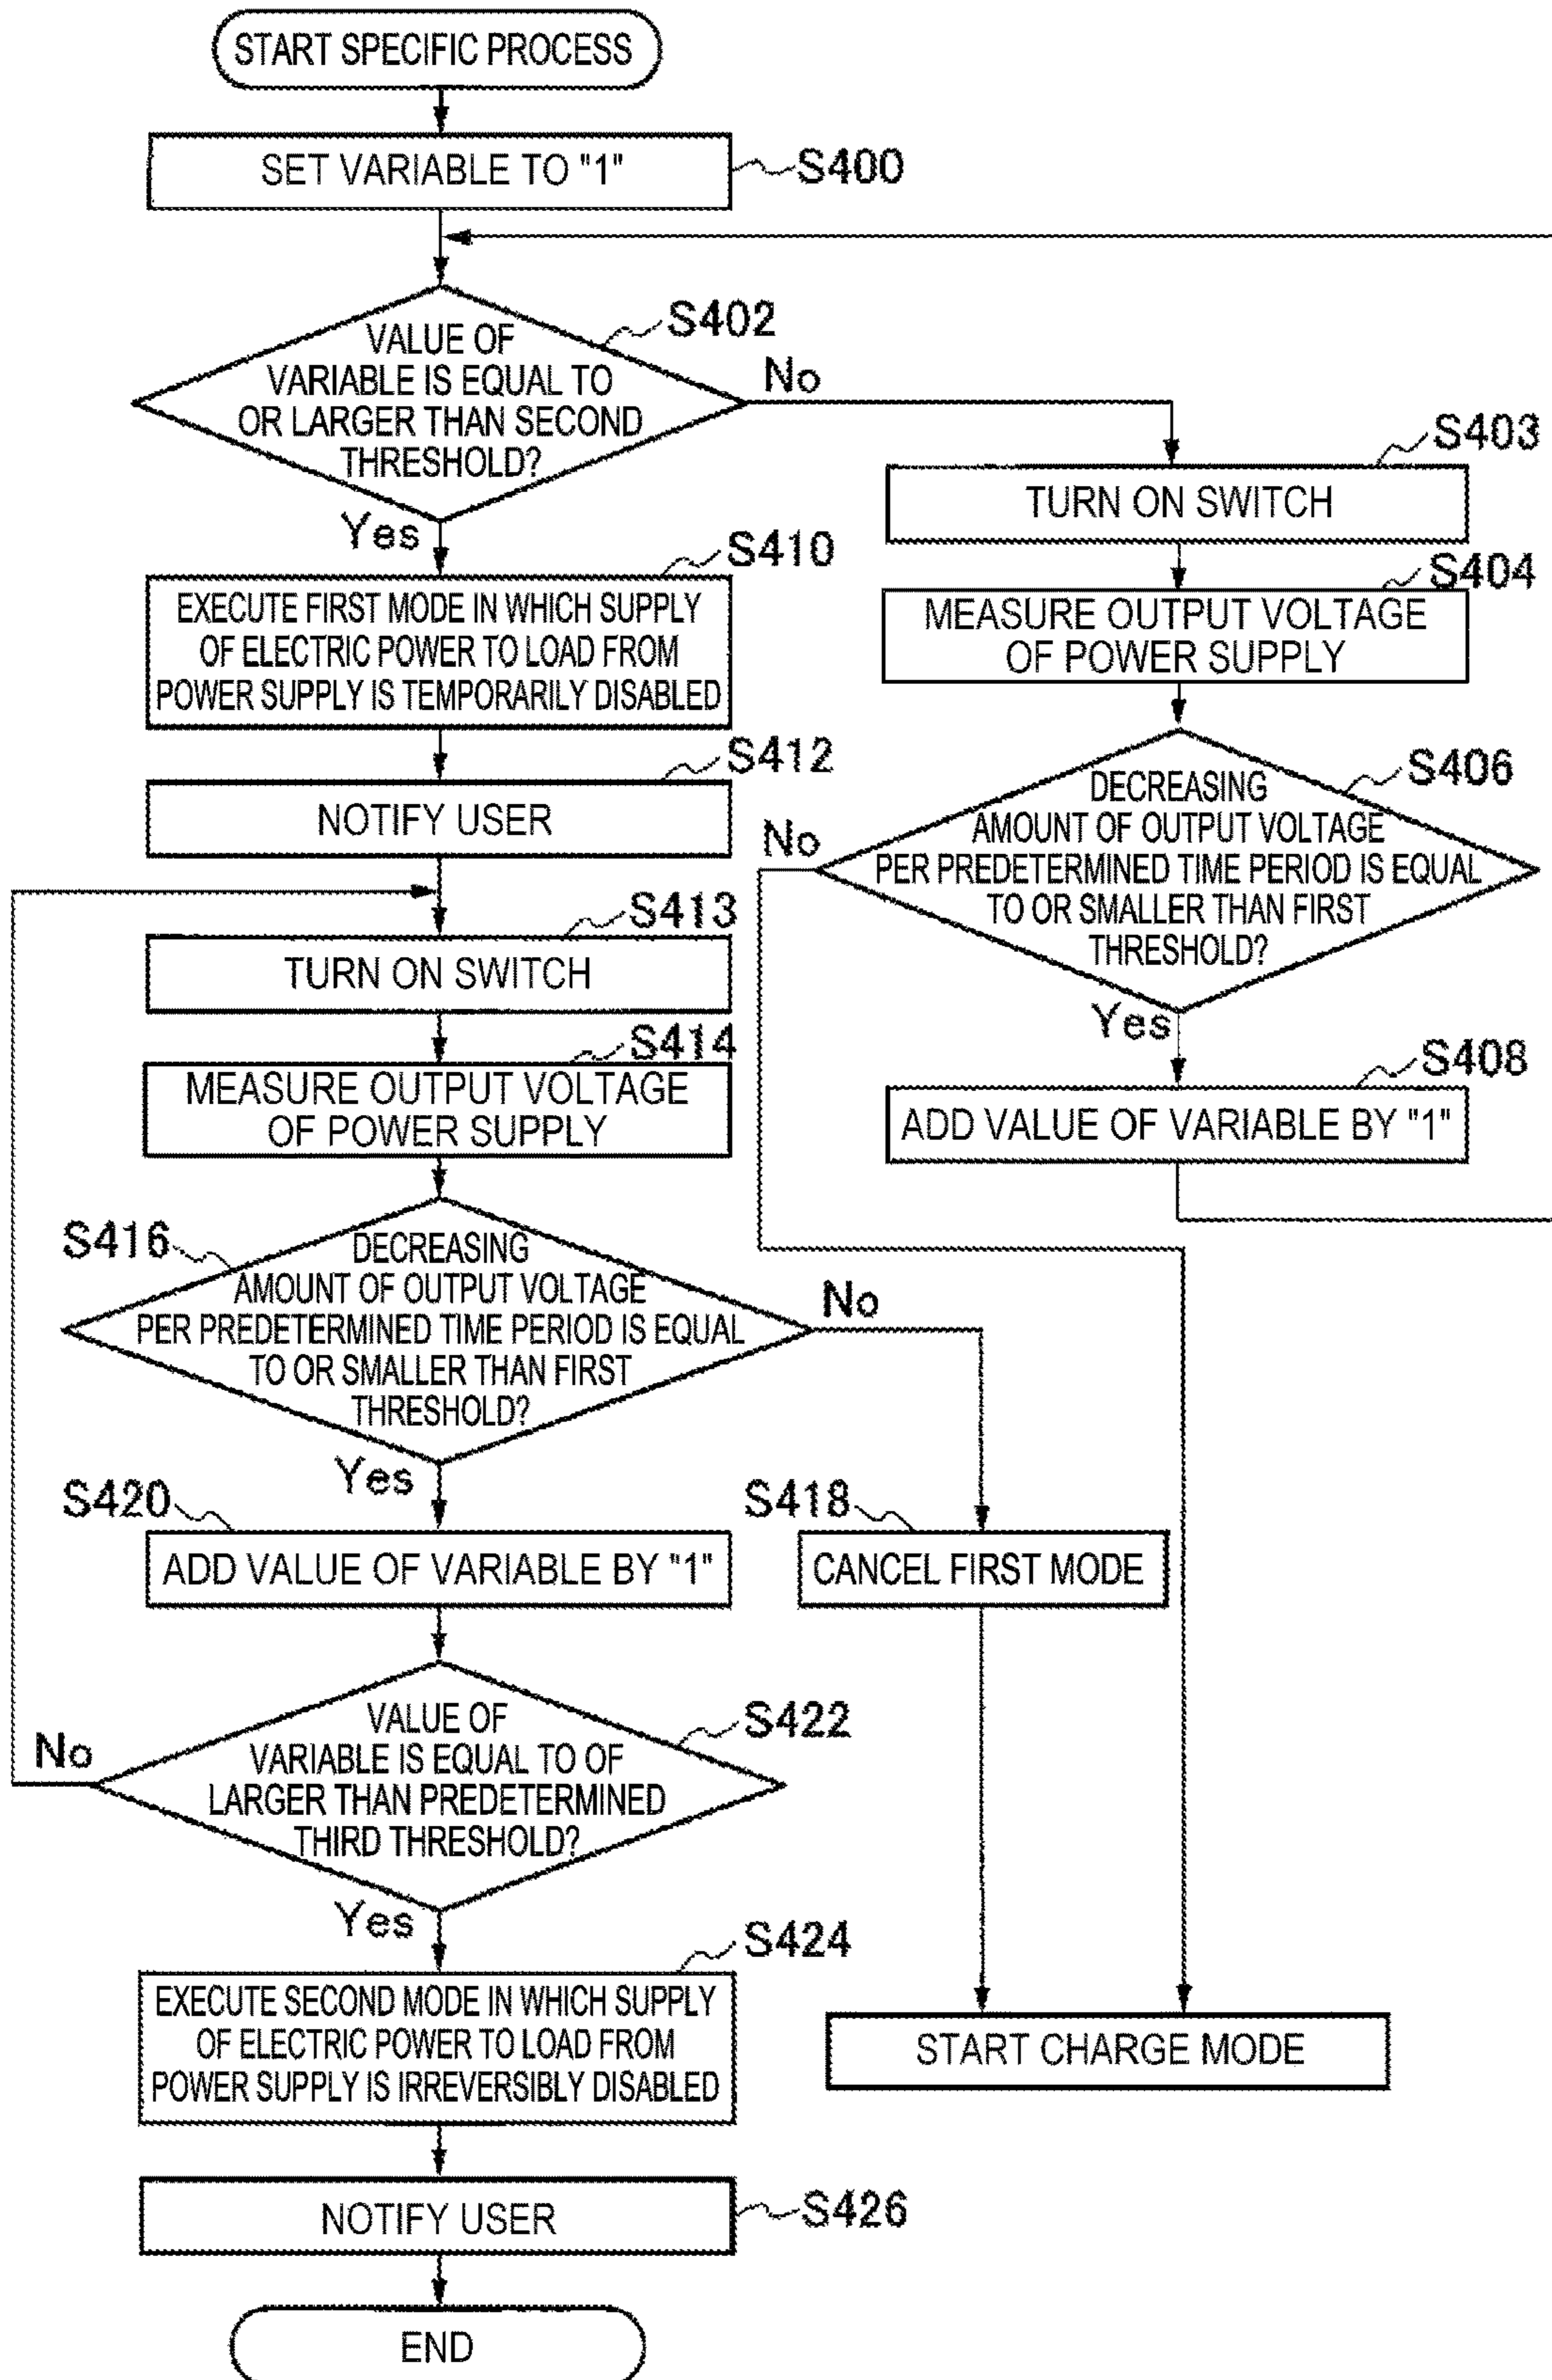 START SPECIFIC PROCESS
SET VARIABLE TO "1"
S400
S402
VALUE OF
VARIABLE IS EQUAL TO
OR LARGER THAN SECOND
THRESHOLD?
No
Yes
S403
TURN ON SWITCH
S404
MEASURE OUTPUT VOLTAGE
OF POWER SUPPLY
S406
DECREASING
AMOUNT OF OUTPUT VOLTAGE
PER PREDETERMINED TIME PERIOD IS EQUAL
TO OR SMALLER THAN FIRST
THRESHOLD?
No
Yes
S408
ADD VALUE OF VARIABLE BY "1"
S410
EXECUTE FIRST MODE IN WHICH SUPPLY
OF ELECTRIC POWER TO LOAD FROM
POWER SUPPLY IS TEMPORARILY DISABLED
S412
NOTIFY USER
S413
TURN ON SWITCH
S414
MEASURE OUTPUT VOLTAGE
OF POWER SUPPLY
S416
DECREASING
AMOUNT OF OUTPUT VOLTAGE
PER PREDETERMINED TIME PERIOD IS EQUAL
TO OR SMALLER THAN FIRST
THRESHOLD?
No
Yes
S418
CANCEL FIRST MODE
S420
ADD VALUE OF VARIABLE BY "1"
S422
VALUE OF
VARIABLE IS EQUAL TO OF
LARGER THAN PREDETERMINED
THIRD THRESHOLD?
No
Yes
S424
EXECUTE SECOND MODE IN WHICH SUPPLY
OF ELECTRIC POWER TO LOAD FROM
POWER SUPPLY IS IRREVERSIBLY DISABLED
START CHARGE MODE
NOTIFY USER
S426
END